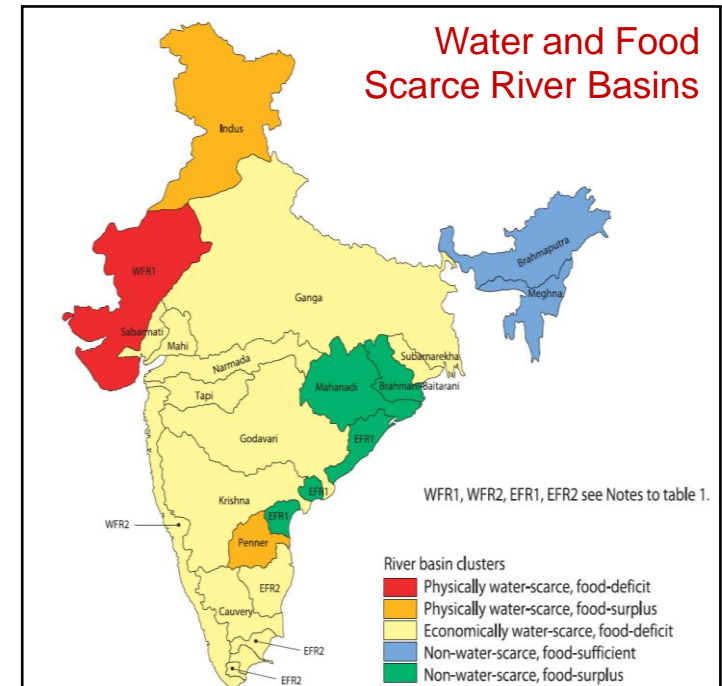 Water and Food
Scarce River Basins
Indus
WFR1
Brahmaputra
Meghna
Ganga
Sabarmati
Mahi
Subarnarekha
Narmada
Mahanadi
Brahmani-Baitarani
Tapi
Godavari
EFR1
Krishna
EFR1
WFR1, WFR2, EFR1, EFR2 see Notes to table 1.
EFR1
WFR2
Penner
River basin clusters
Physically water-scarce, food-deficit
EFR2
Physically water-scarce, food-surplus
Cauvery
Economically water-scarce, food-deficit
EFR2
Non-water-scarce, food-sufficient
EFR2
Non-water-scarce, food-surplus